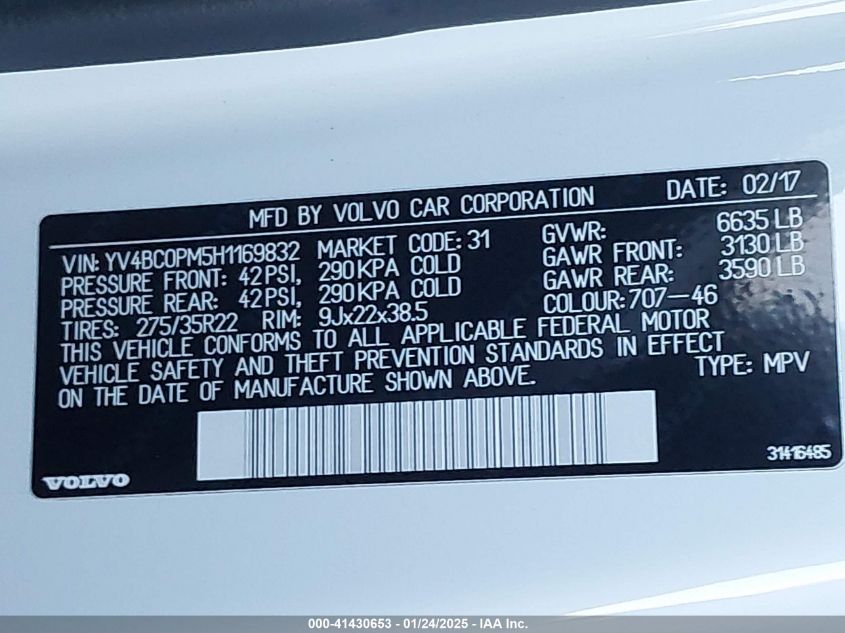 MFD BY VOLVO CAR CORPORATION DATE: 02/17
VIN: YV4BC0PM5H1169832 MARKET CODE: 31 GVWR: 6635 LB
PRESSURE FRONT: 42PSI, 290KPA COLD GAWR FRONT: 3130 LB
PRESSURE REAR: 42PSI, 290KPA COLD GAWR REAR: 3590 LB
TIRES: 275/35R22 RIM: 9Jx22x38.5 COLOUR: 707-46
THIS VEHICLE CONFORMS TO ALL APPLICABLE FEDERAL MOTOR
VEHICLE SAFETY AND THEFT PREVENTION STANDARDS IN EFFECT
ON THE DATE OF MANUFACTURE SHOWN ABOVE. TYPE: MPV
VOLVO 31416485
000-41430653 - 01/24/2025 - IAA Inc.